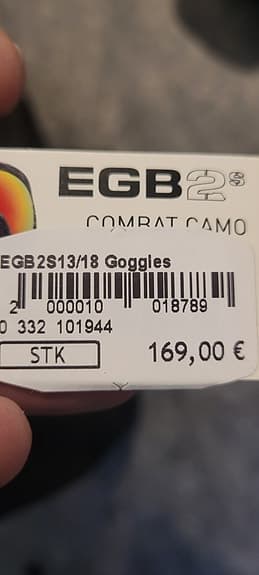 EGB2s
COMBAT CAMO
EGB2S13/18 Goggles
2 000010 018789
0 332 101944
STK 169,00 €